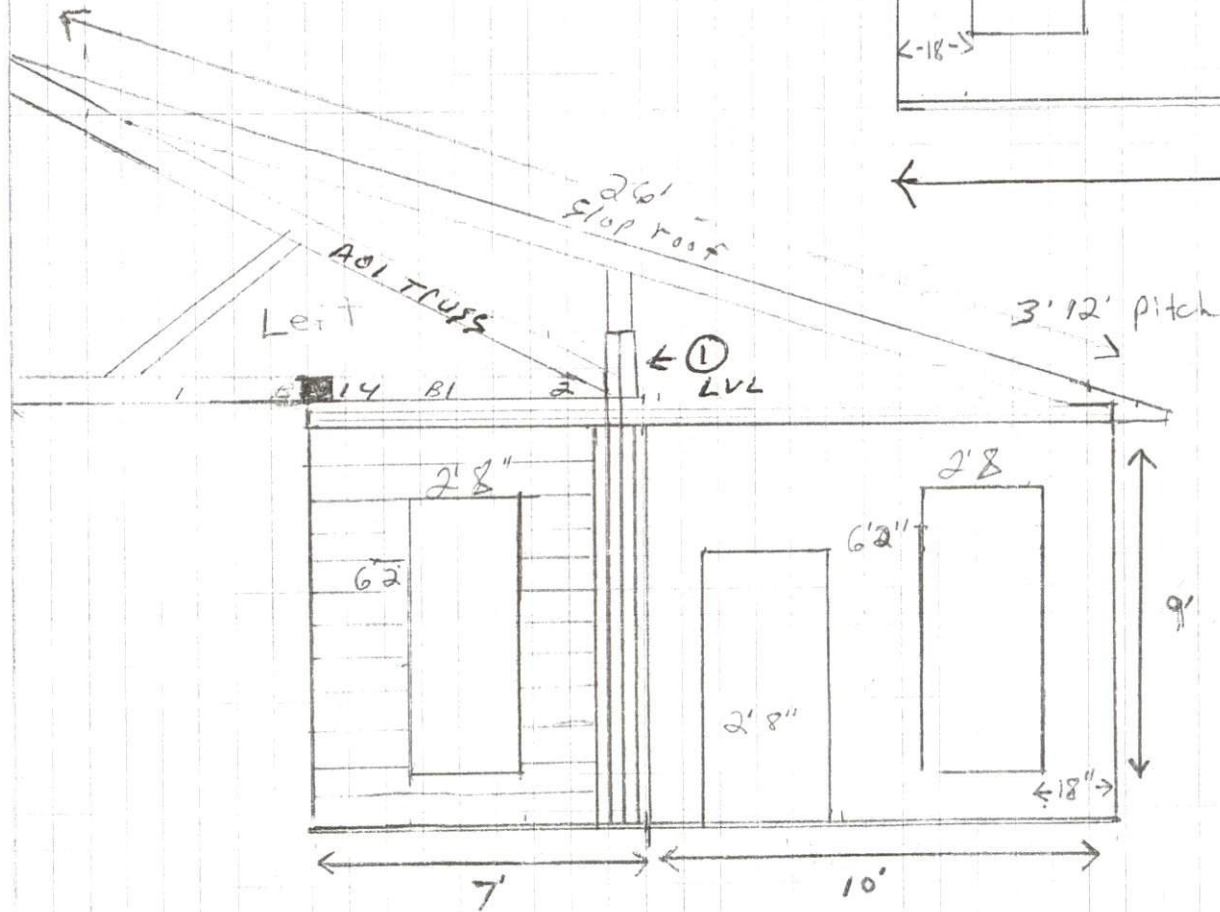 18
26'
Slop roof
3' 12' pitch
A01 TRUSS
Left
① LVL
1
14 B1 2
2'8"
2'8
6'2"
6 2
9'
2'8"
18"
7'
10'